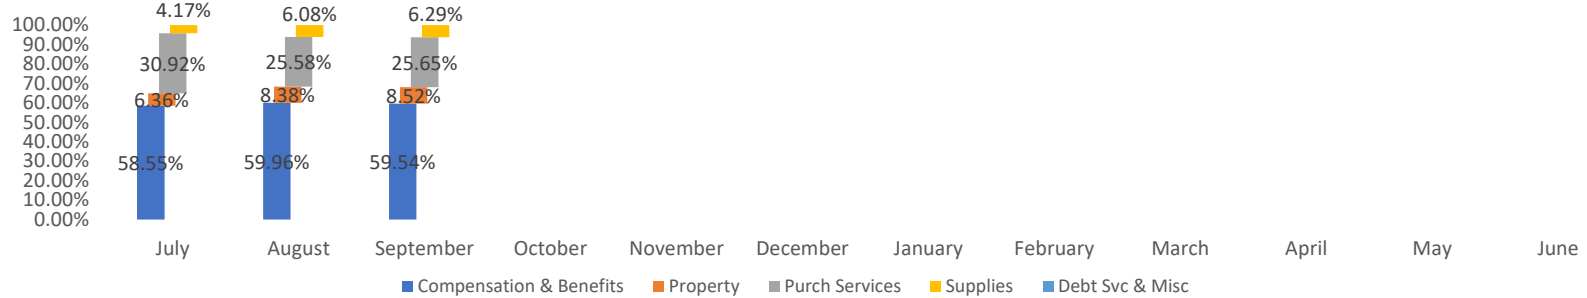 4.17% 6.08% 6.29%
100.00%
90.00%
80.00% 30.92% 25.58% 25.65%
70.00%
60.00% 6.36% 8.38% 8.52%
50.00%
40.00%
30.00% 58.55% 59.96% 59.54%
20.00%
10.00%
0.00%
July August September October November December January February March April May June
Compensation & Benefits Property Purch Services Supplies Debt Svc & Misc